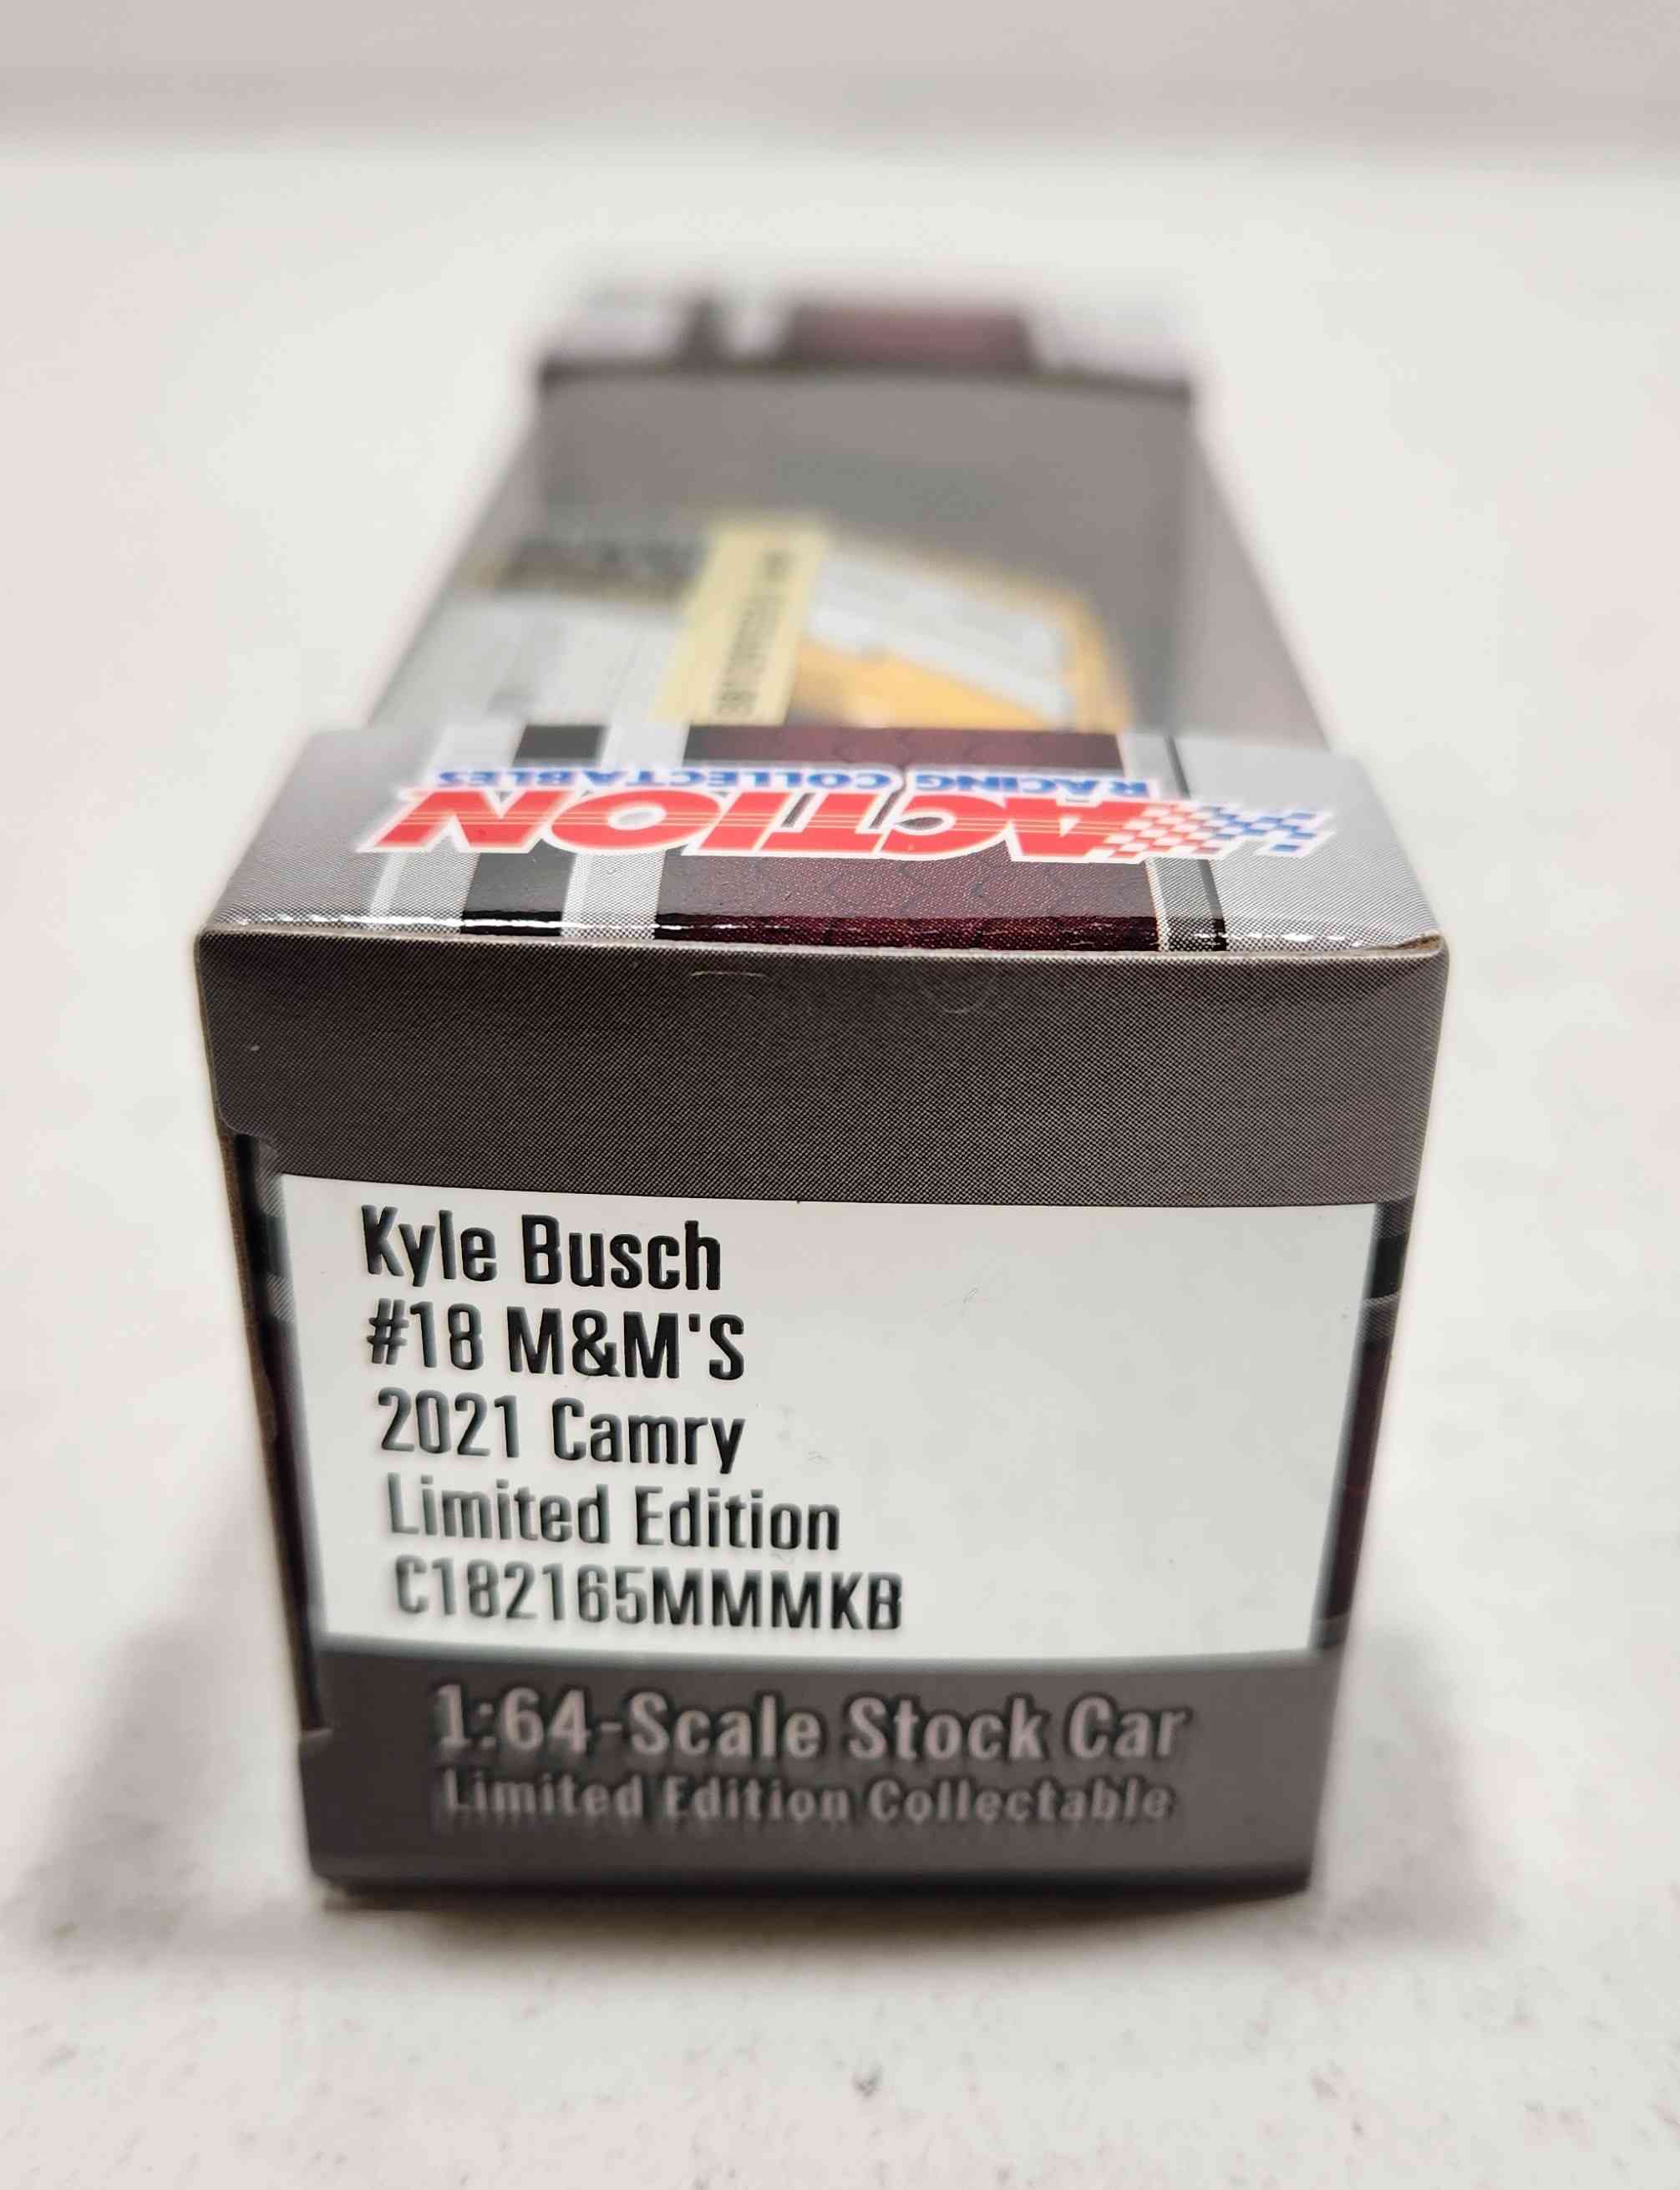 ACTION
RACING COLLECTABLES
Kyle Busch
#18 M&M'S
2021 Camry
Limited Edition
C182165MMMKB
1:64-Scale Stock Car
Limited Edition Collectable